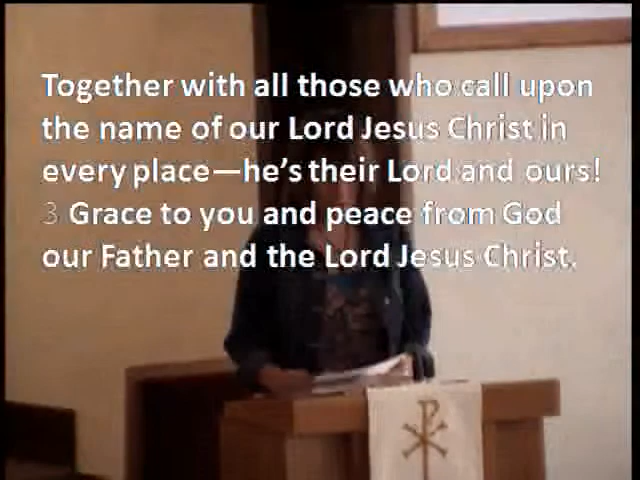 Together with all those who call upon
the name of our Lord Jesus Christ in
every place—he's their Lord and ours!
3 Grace to you and peace from God
our Father and the Lord Jesus Christ.